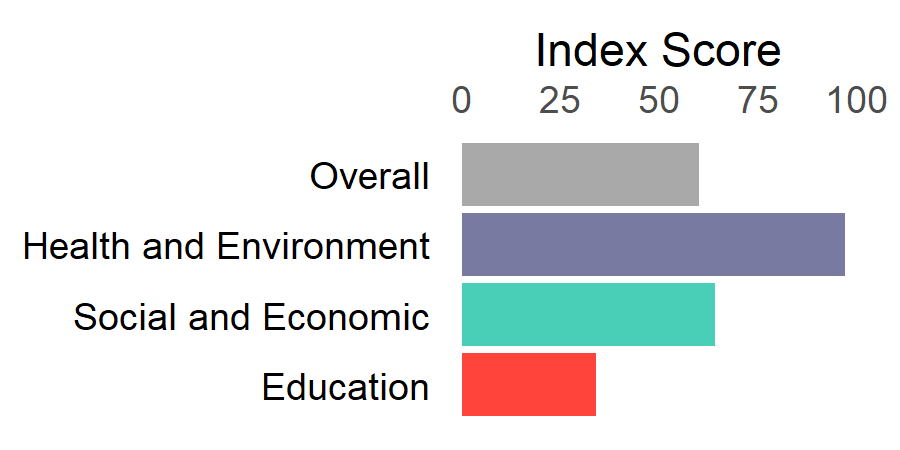 Index Score
0 25 50 75 100
Overall
Health and Environment
Social and Economic
Education